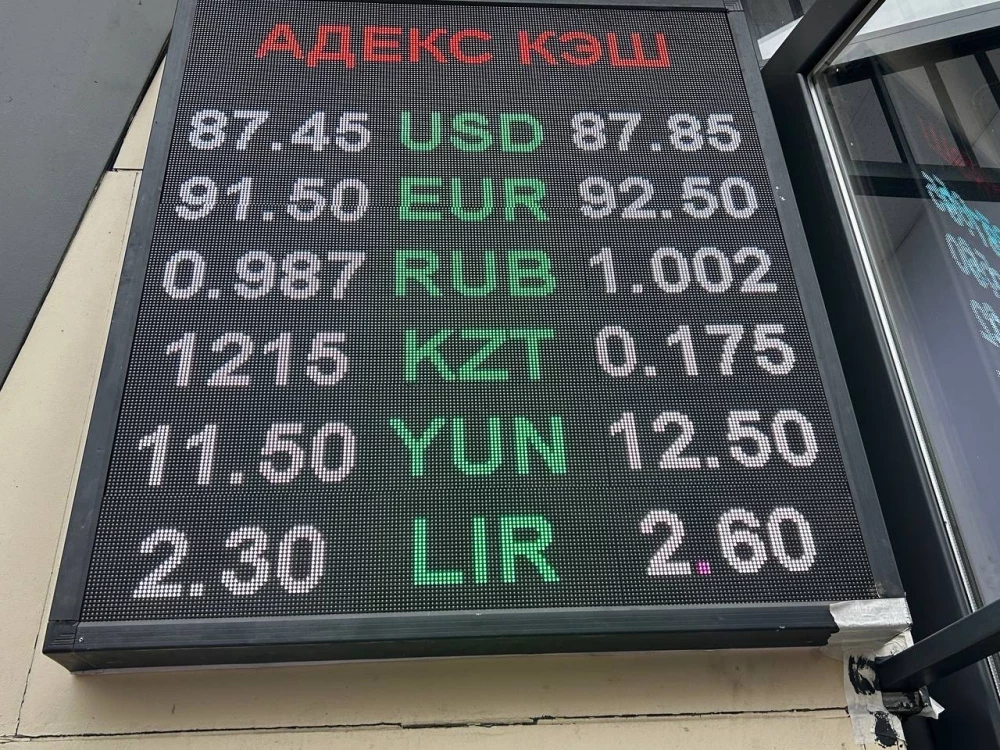 АДЕКС КЭШ
87.45 USD 87.85
91.50 EUR 92.50
0.987 RUB 1.002
1215 KZT 0.175
11.50 YUN 12.50
2.30 LIR 2.60